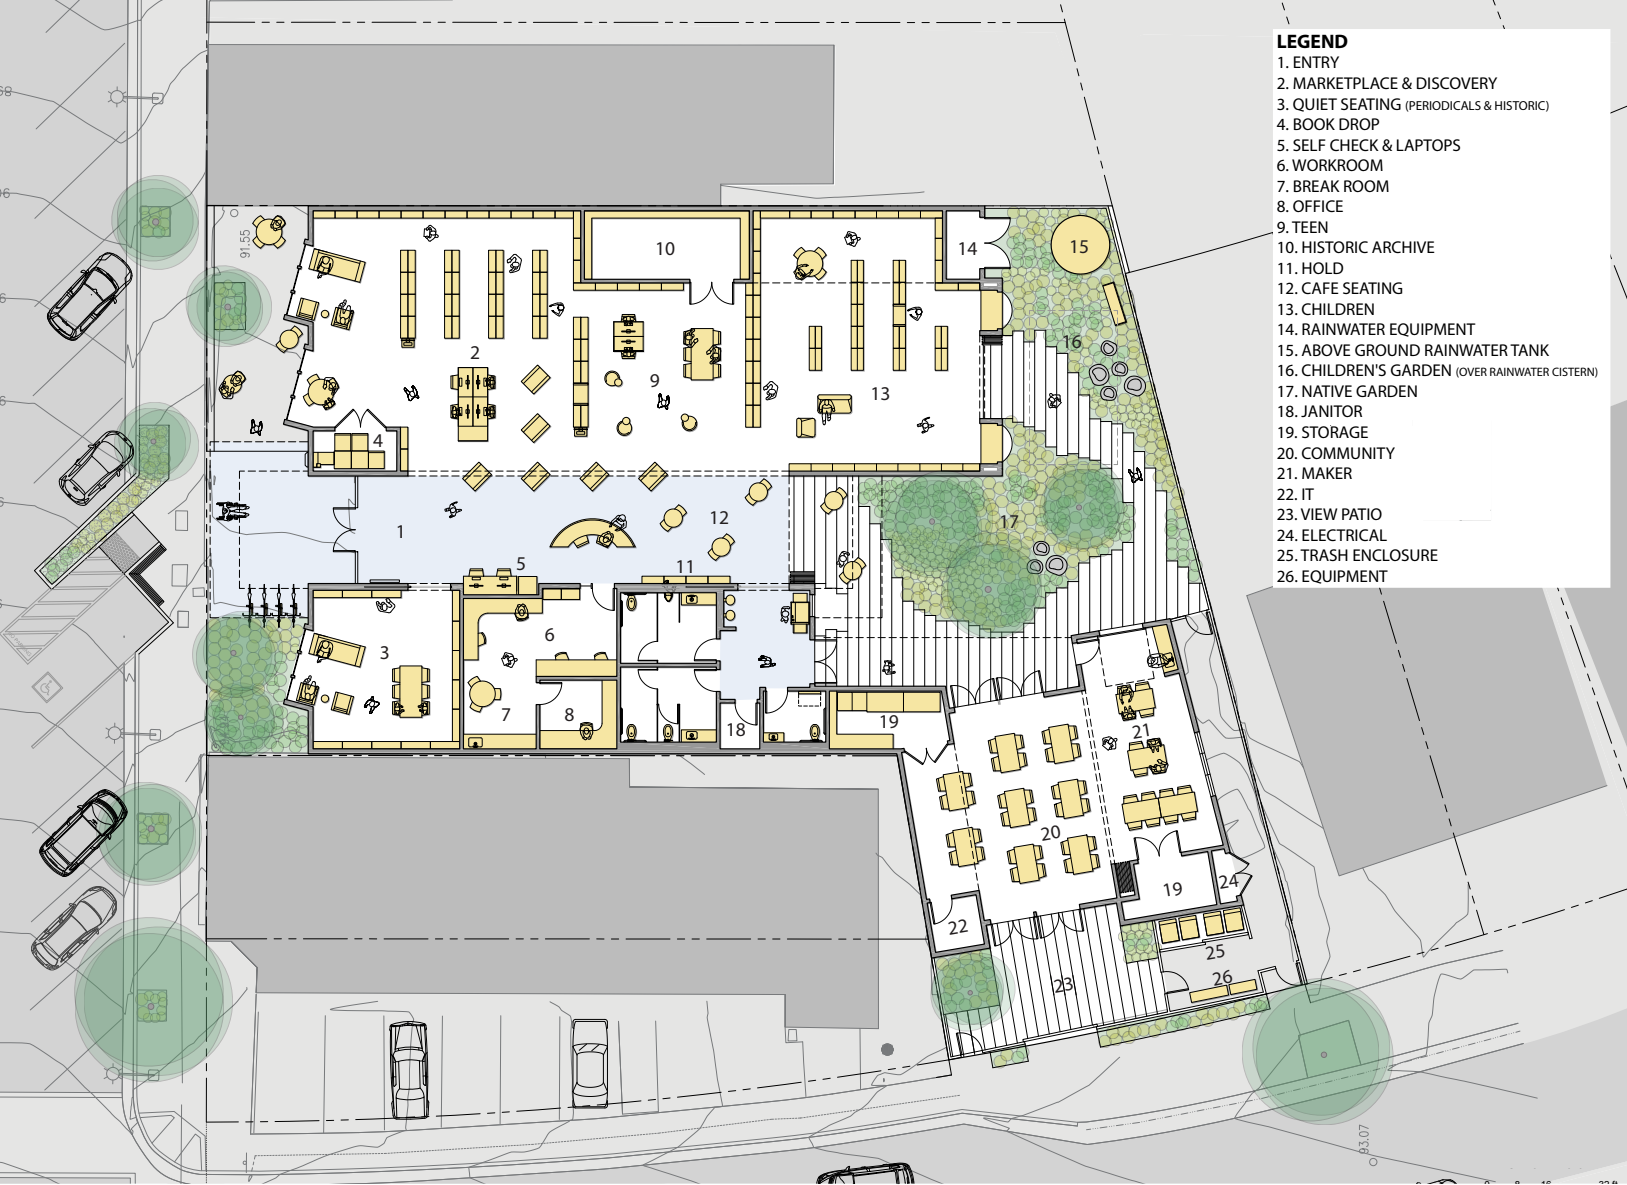 LEGEND
1. ENTRY
2. MARKETPLACE & DISCOVERY
3. QUIET SEATING (PERIODICALS & HISTORIC)
4. BOOK DROP
5. SELF CHECK & LAPTOPS
6. WORKROOM
7. BREAK ROOM
8. OFFICE
9. TEEN
10. HISTORIC ARCHIVE
11. HOLD
12. CAFE SEATING
13. CHILDREN
14. RAINWATER EQUIPMENT
15. ABOVE GROUND RAINWATER TANK
16. CHILDREN'S GARDEN (OVER RAINWATER CISTERN)
17. NATIVE GARDEN
18. JANITOR
19. STORAGE
20. COMMUNITY
21. MAKER
22. IT
23. VIEW PATIO
24. ELECTRICAL
25. TRASH ENCLOSURE
26. EQUIPMENT
91.55
10
14
15
16
2
9
13
4
17
1
12
5
11
6
3
7
8
18
19
21
20
19
24
22
25
26
23
93.07